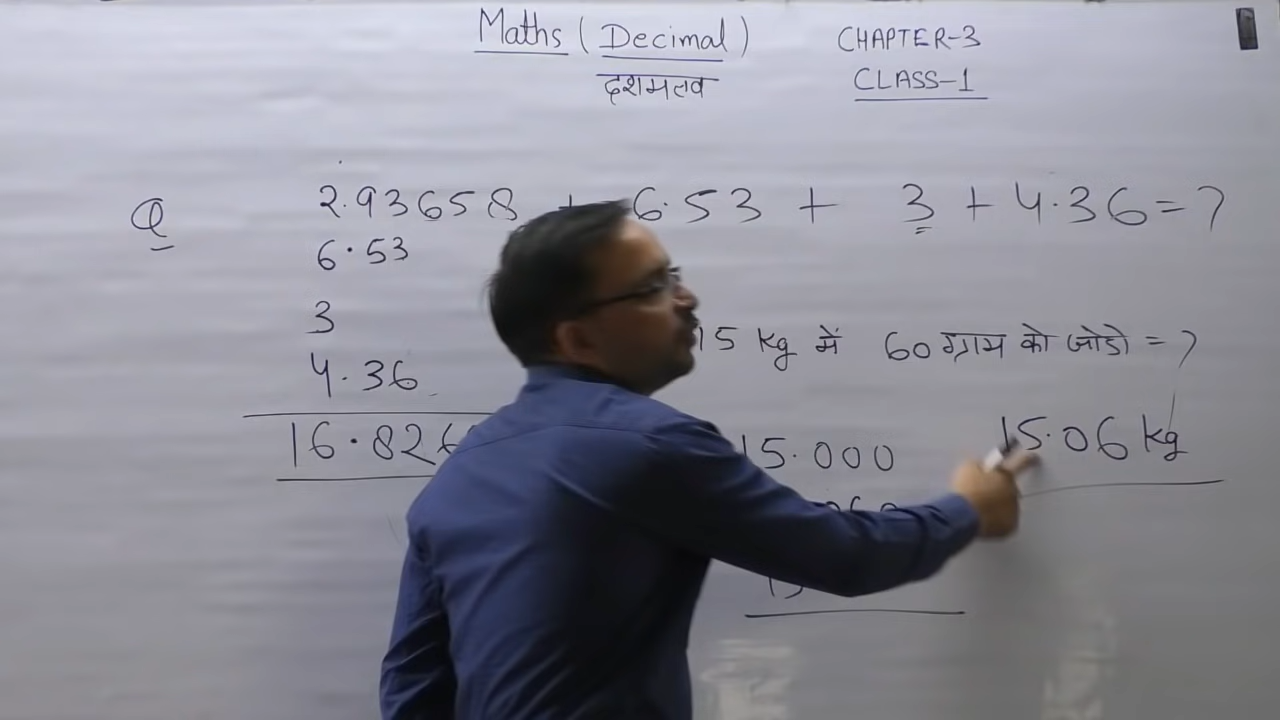 Maths (Decimal) CHAPTER-3
दशमलव CLASS-1
Q 2.93658 + 6.53 + 3 + 4.36 = ?
6.53
3
4.36
16.826
15 kg में 60 ग्राम को जोडो = ?
15.000
15.06 kg